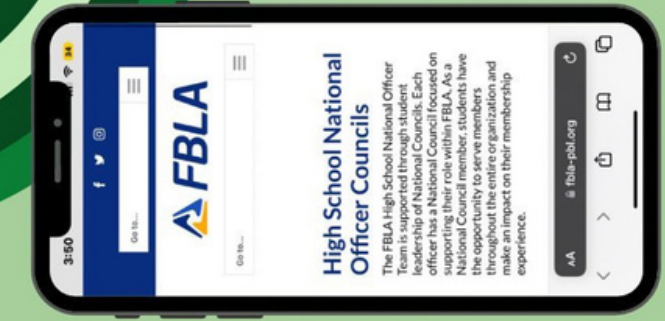 3:50
34
Go to...
FBLA
Go to...
High School National
Officer Councils
The FBLA High School National Officer
Team is supported through student
leadership of National Councils. Each
officer has a National Council focused on
supporting their role within FBLA. As a
National Council member, students have
the opportunity to serve members
throughout the entire organization and
make an impact on their membership
experience.
AA fbla-pbl.org